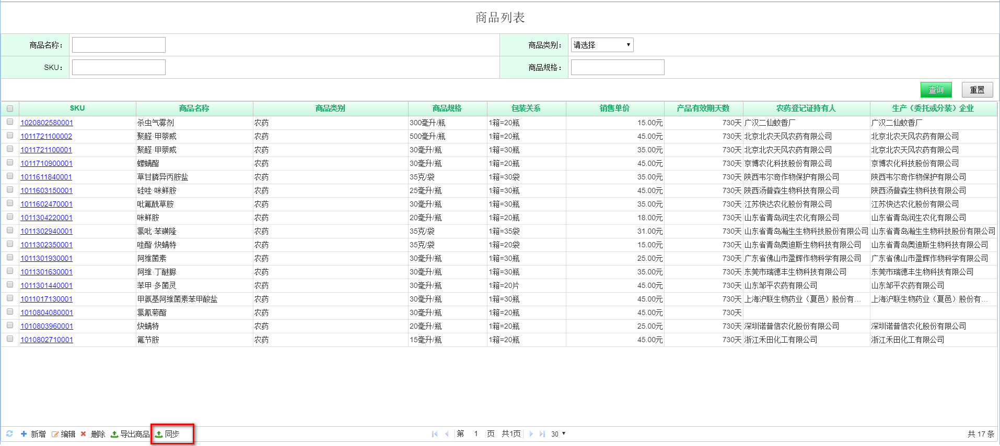 商品列表
商品名称： 商品类别： 请选择
SKU： 商品规格：
查询 重置
SKU 商品名称 商品类别 商品规格 包装关系 销售单价 产品有效期天数 农药登记证持有人 生产（委托或分装）企业
1020802580001 杀虫气雾剂 农药 300毫升/瓶 1箱=20瓶 15.00元 730天 广汉二仙蚊香厂 广汉二仙蚊香厂
1011721100002 聚醛·甲萘威 农药 500毫升/瓶 1箱=20瓶 45.00元 730天 北京北农天风农药有限公司 北京北农天风农药有限公司
1011721100001 聚醛·甲萘威 农药 30毫升/瓶 1箱=30瓶 35.00元 730天 北京北农天风农药有限公司 北京北农天风农药有限公司
1011710900001 螺螨酯 农药 30毫升/瓶 1箱=20瓶 45.00元 730天 京博农化科技股份有限公司 京博农化科技股份有限公司
1011611840001 草甘膦异丙胺盐 农药 35克/袋 1箱=30袋 35.00元 730天 陕西韦尔奇作物保护有限公司 陕西韦尔奇作物保护有限公司
1011603150001 硅唑·咪鲜胺 农药 25毫升/瓶 1箱=30瓶 45.00元 730天 陕西汤普森生物科技有限公司 陕西汤普森生物科技有限公司
1011602470001 吡氟酰草胺 农药 30毫升/瓶 1箱=30瓶 35.00元 730天 江苏快达农化股份有限公司 江苏快达农化股份有限公司
1011304220001 咪鲜胺 农药 20毫升/瓶 1箱=20瓶 18.00元 730天 山东省青岛润生农化有限公司 山东省青岛润生农化有限公司
1011302940001 氯吡·苯磺隆 农药 35克/袋 1箱=35袋 31.00元 730天 山东省青岛瀚生生物科技股份有限公司 山东省青岛瀚生生物科技股份有限公司
1011302350001 唑酯·炔螨特 农药 35克/袋 1箱=20袋 15.00元 730天 山东省青岛奥迪斯生物科技有限公司 山东省青岛奥迪斯生物科技有限公司
1011301930001 阿维菌素 农药 30毫升/瓶 1箱=30瓶 25.00元 730天 广东省佛山市盈辉作物科学有限公司 广东省佛山市盈辉作物科学有限公司
1011301630001 阿维·丁醚脲 农药 30毫升/瓶 1箱=30瓶 35.00元 730天 东莞市瑞德丰生物科技有限公司 东莞市瑞德丰生物科技有限公司
1011301440001 苯甲·多菌灵 农药 30毫升/瓶 1箱=20片 45.00元 730天 山东邹平农药有限公司 山东邹平农药有限公司
1011017130001 甲氨基阿维菌素苯甲酸盐 农药 30毫升/瓶 1箱=30瓶 45.00元 730天 上海沪联生物药业（夏邑）股份有... 上海沪联生物药业（夏邑）股份有...
1010804080001 氯氰菊酯 农药 30毫升/瓶 1箱=20瓶 45.00元 730天
1010803960001 炔螨特 农药 20毫升/瓶 1箱=20瓶 25.00元 730天 深圳诺普信农化股份有限公司 深圳诺普信农化股份有限公司
1010802710001 氟节胺 农药 15毫升/瓶 1箱=20瓶 45.00元 730天 浙江禾田化工有限公司 浙江禾田化工有限公司
新增 编辑 删除 导出商品 同步 第 1 页 共1页 30 共 17 条